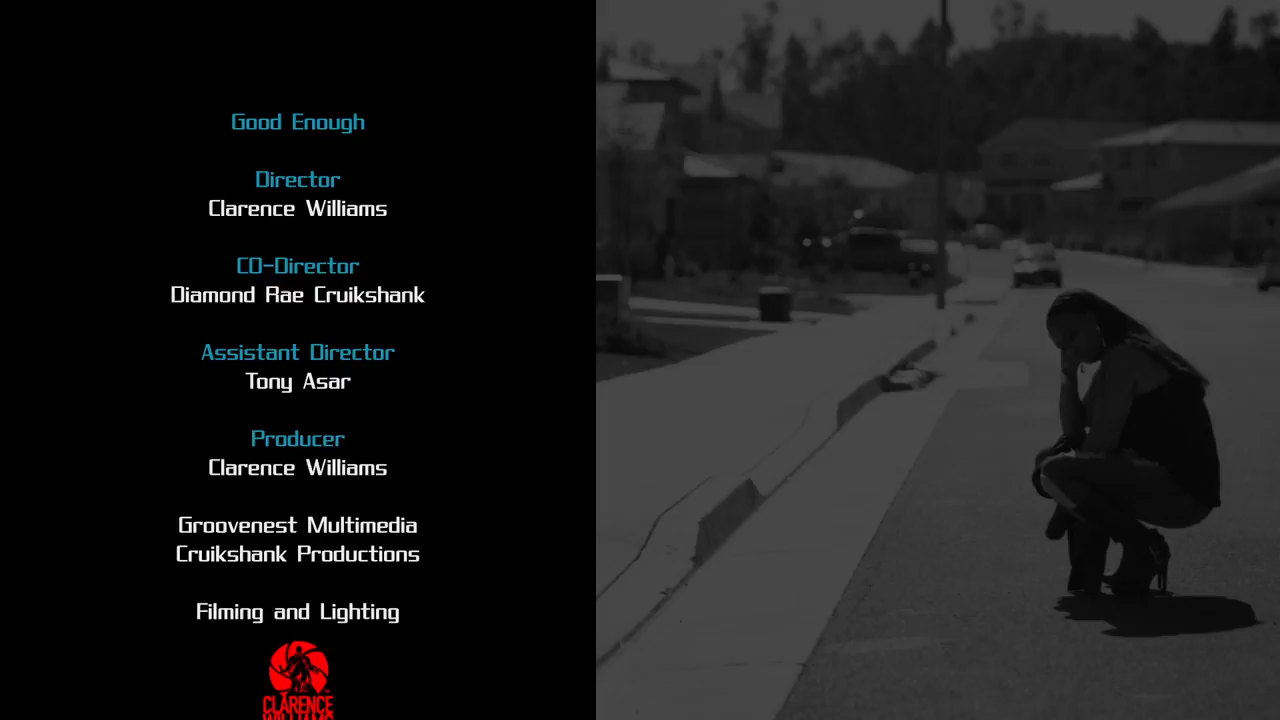 Good Enough
Director
Clarence Williams
CO-Director
Diamond Rae Cruikshank
Assistant Director
Tony Asar
Producer
Clarence Williams
Groovenest Multimedia
Cruikshank Productions
Filming and Lighting
CLARENCE
WILLIAMS